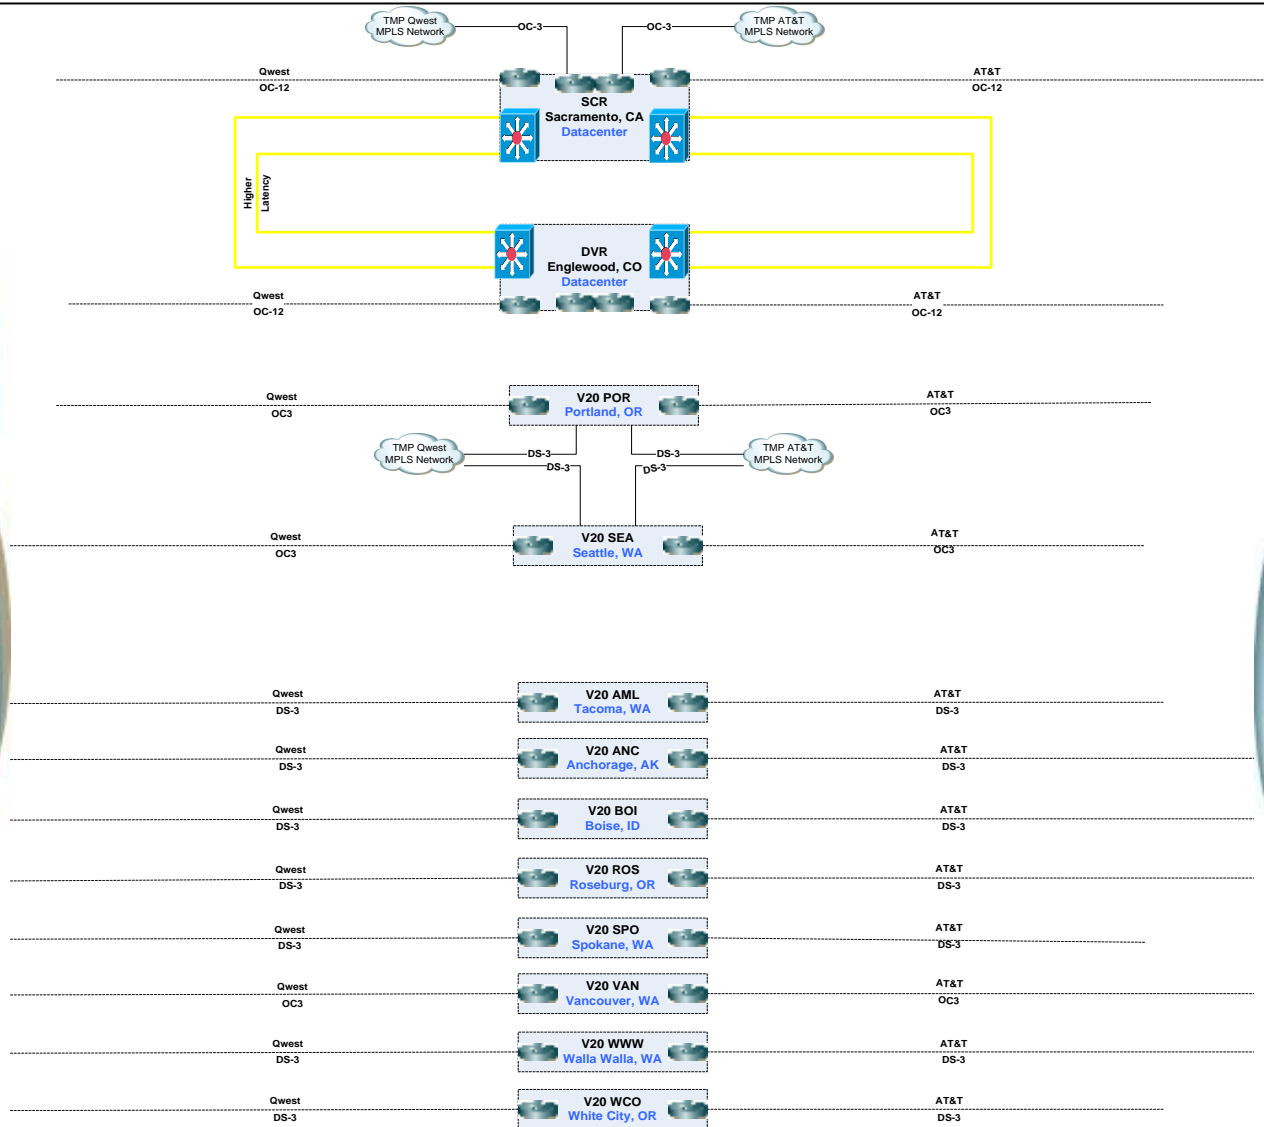 TMP Qwest
MPLS Network
OC-3
OC-3
TMP AT&T
MPLS Network
Qwest
OC-12
AT&T
OC-12
SCR
Sacramento, CA
Datacenter
Higher
Latency
DVR
Englewood, CO
Datacenter
Qwest
OC-12
AT&T
OC-12
Qwest
OC3
V20 POR
Portland, OR
AT&T
OC3
TMP Qwest
MPLS Network
DS-3
DS-3
DS-3
DS-3
TMP AT&T
MPLS Network
Qwest
OC3
V20 SEA
Seattle, WA
AT&T
OC3
Qwest
DS-3
V20 AML
Tacoma, WA
AT&T
DS-3
Qwest
DS-3
V20 ANC
Anchorage, AK
AT&T
DS-3
Qwest
DS-3
V20 BOI
Boise, ID
AT&T
DS-3
Qwest
DS-3
V20 ROS
Roseburg, OR
AT&T
DS-3
Qwest
DS-3
V20 SPO
Spokane, WA
AT&T
DS-3
Qwest
OC3
V20 VAN
Vancouver, WA
AT&T
OC3
Qwest
DS-3
V20 WWW
Walla Walla, WA
AT&T
DS-3
Qwest
DS-3
V20 WCO
White City, OR
AT&T
DS-3